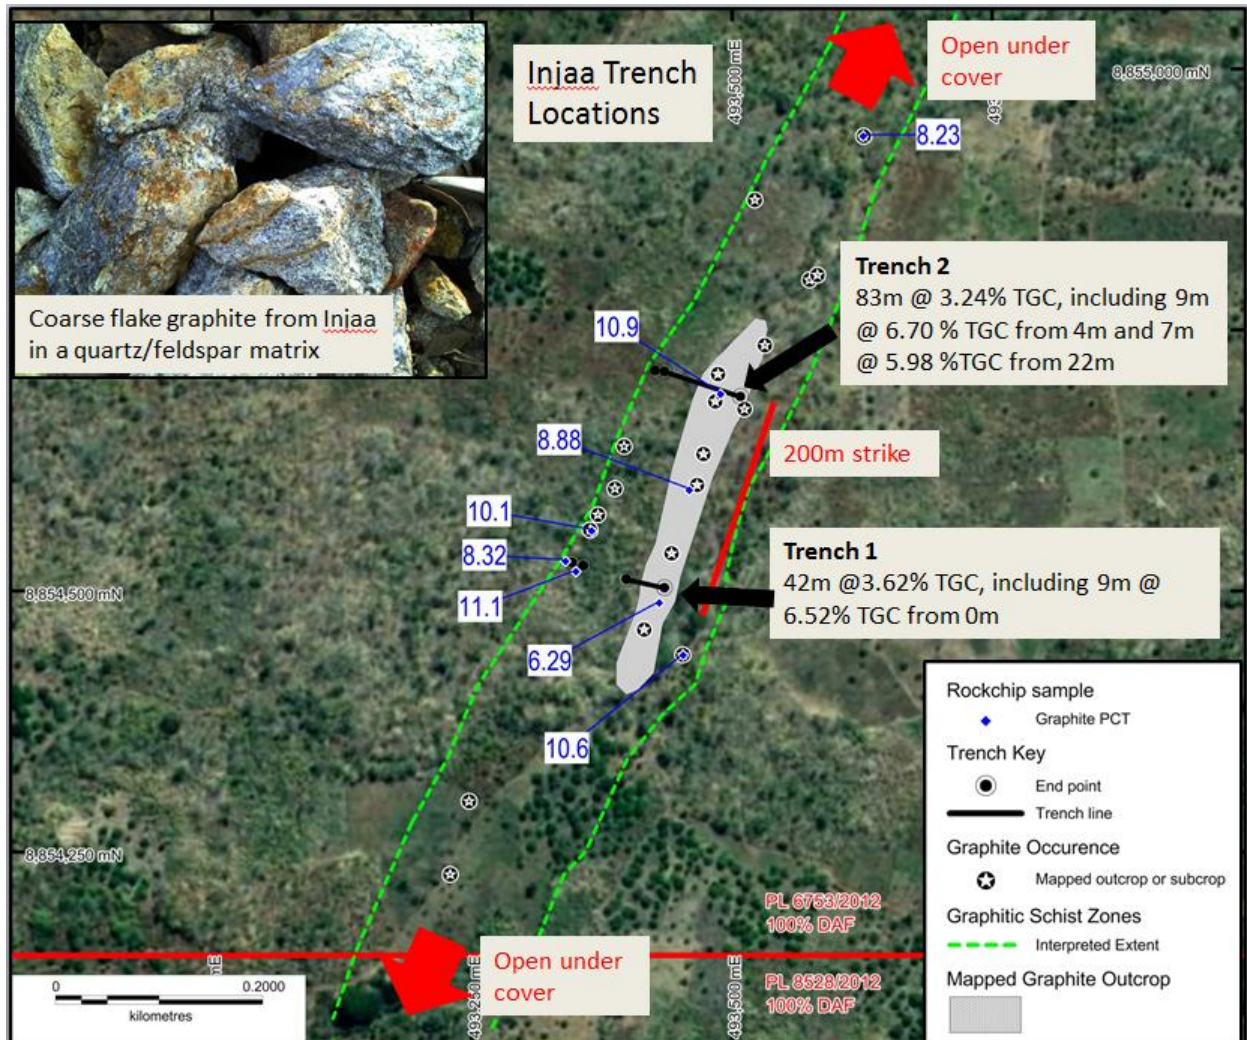 Injaa Trench
Locations
Open under
cover
8,855,000 mN
493,500 mE
8.23
Coarse flake graphite from Injaa
in a quartz/feldspar matrix
Trench 2
83m @ 3.24% TGC, including 9m
@ 6.70 % TGC from 4m and 7m
@ 5.98 %TGC from 22m
10.9
8.88
200m strike
10.1
8.32
11.1
Trench 1
42m @3.62% TGC, including 9m @
6.52% TGC from 0m
8,854,500 mN
6.29
10.6
8,854,250 mN
PL 6753/2012
100% DAF
PL 8528/2012
100% DAF
Open under
cover
493,250 mE
493,500 mE
0 0.2000
kilometres
Rockchip sample
Graphite PCT
Trench Key
End point
Trench line
Graphite Occurence
Mapped outcrop or subcrop
Graphitic Schist Zones
Interpreted Extent
Mapped Graphite Outcrop